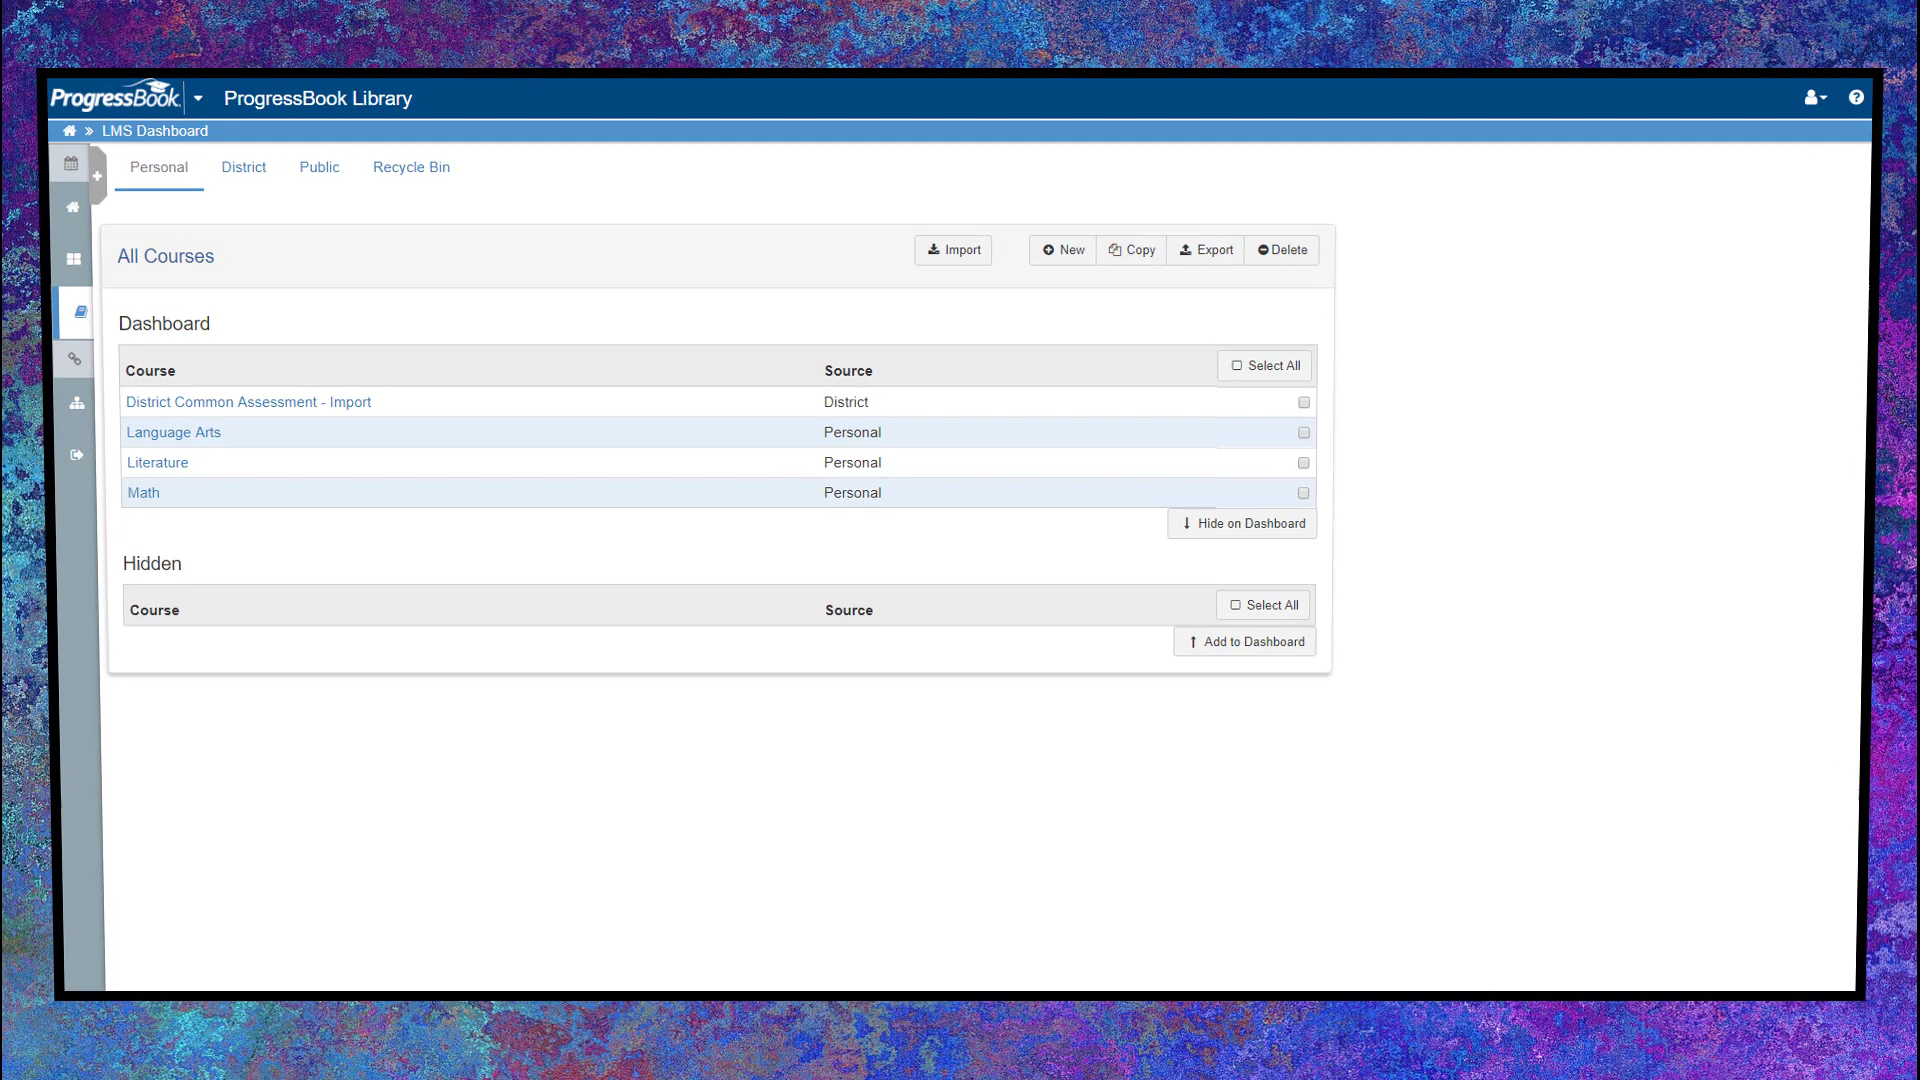 ProgressBook ProgressBook Library
» LMS Dashboard
Personal District Public Recycle Bin
All Courses Import New Copy Export Delete
Dashboard
Course Source Select All
District Common Assessment - Import District
Language Arts Personal
Literature Personal
Math Personal
Hide on Dashboard
Hidden
Course Source Select All
Add to Dashboard